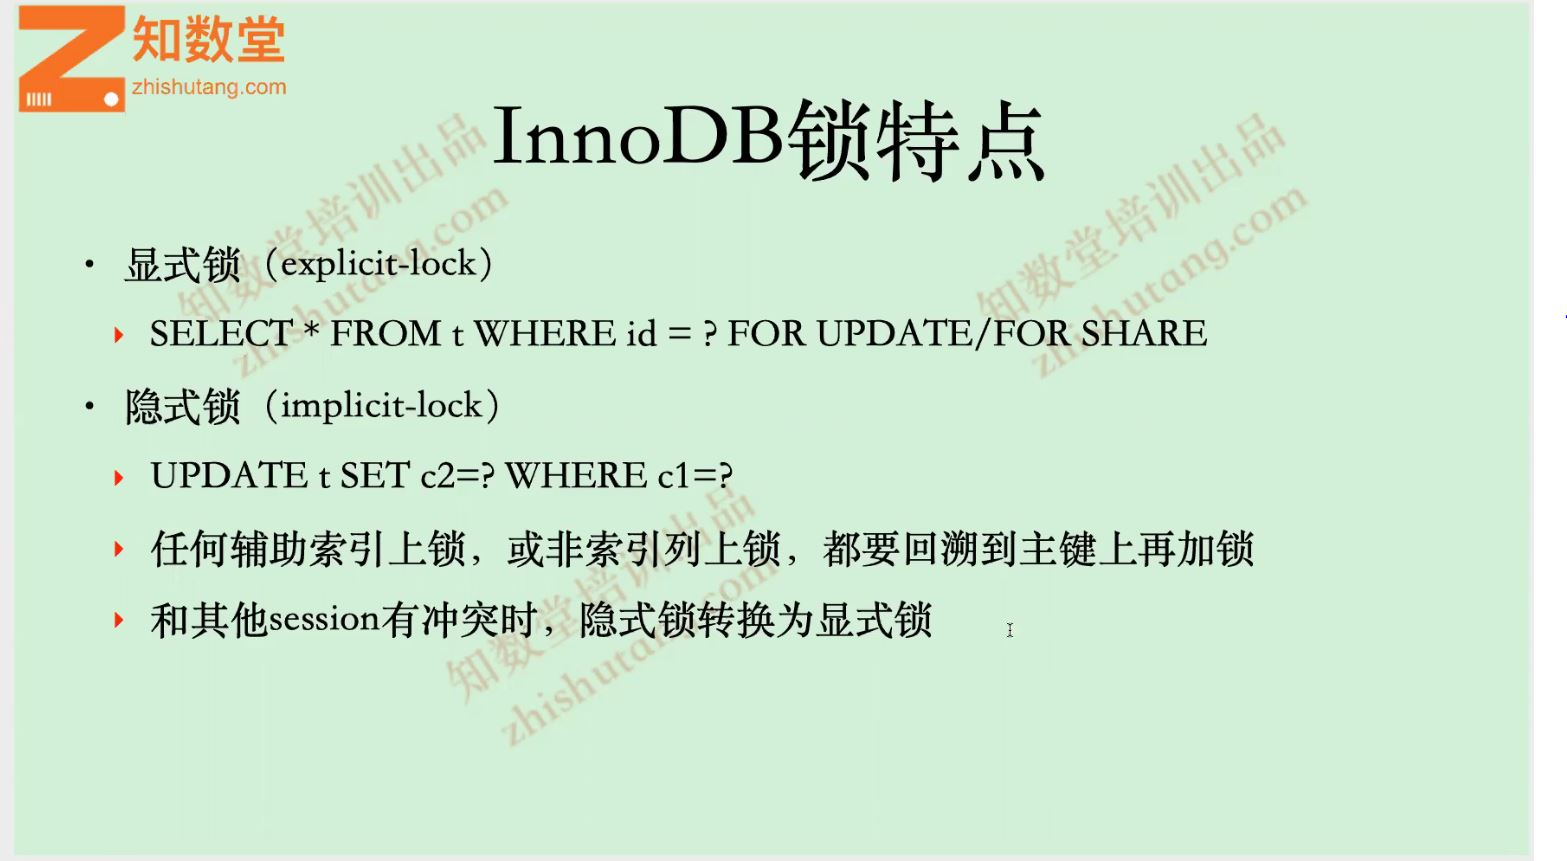 知数堂
zhishutang.com
InnoDB锁特点
• 显式锁（explicit-lock）
SELECT * FROM t WHERE id = ? FOR UPDATE/FOR SHARE
• 隐式锁（implicit-lock）
UPDATE t SET c2=? WHERE c1=?
任何辅助索引上锁，或非索引列上锁，都要回溯到主键上再加锁
和其他session有冲突时，隐式锁转换为显式锁
知数堂培训出品
zhishutang.com
知数堂培训出品
zhishutang.com
知数堂培训出品
zhishutang.com